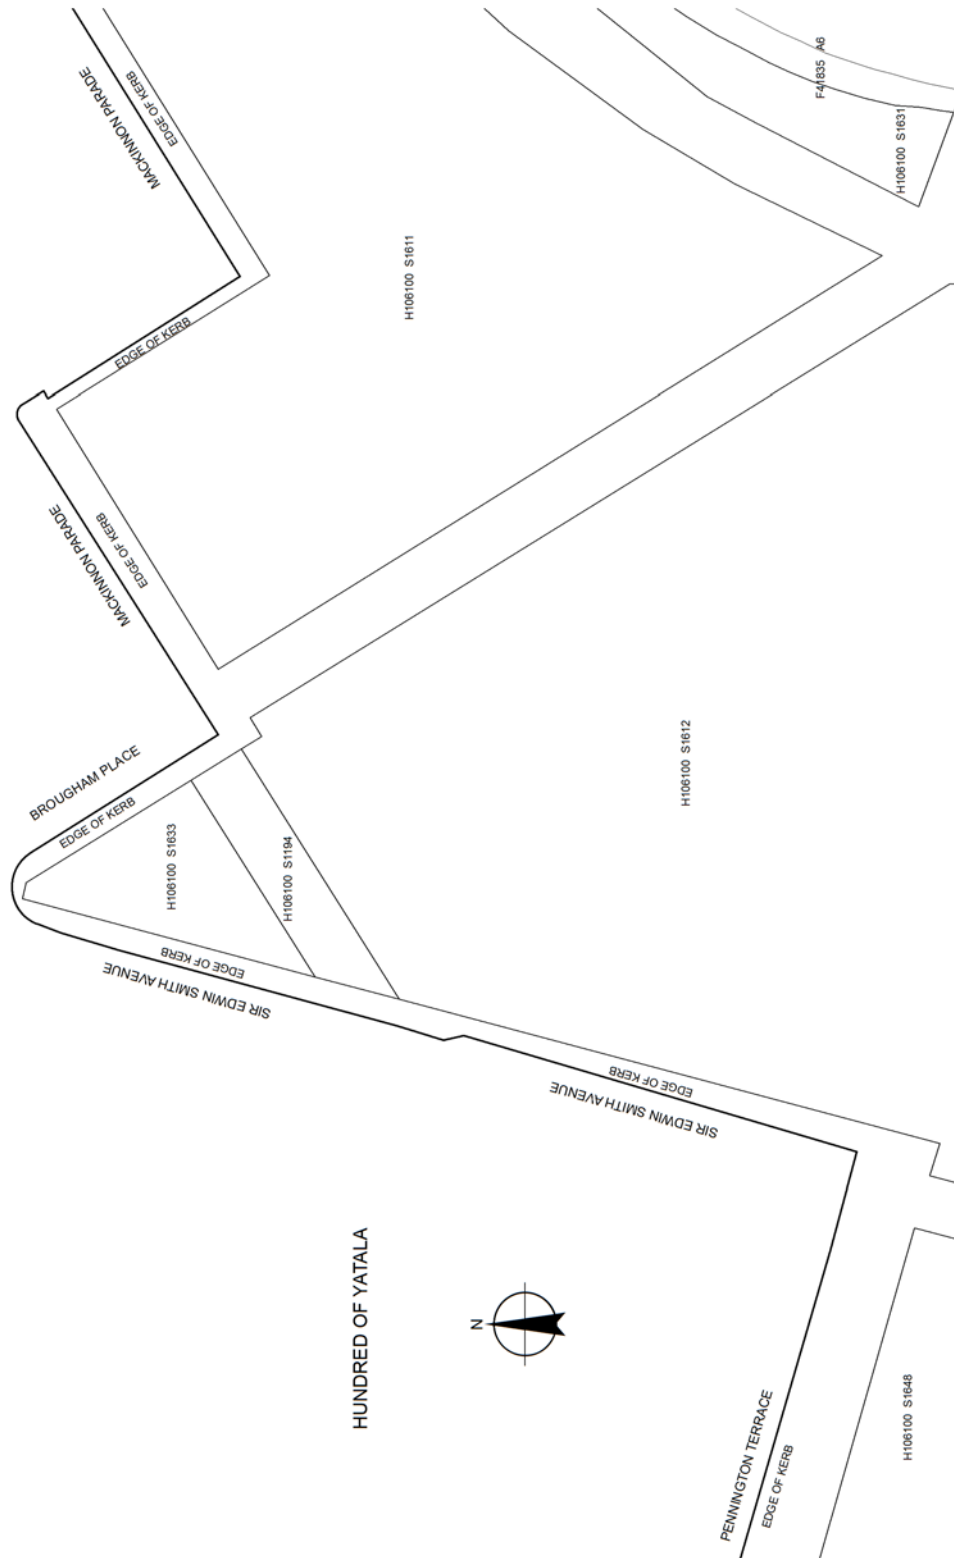 MACKINNON PARADE
EDGE OF KERB
F41835 A6
H106100 S1631
H106100 S1611
EDGE OF KERB
MACKINNON PARADE
EDGE OF KERB
BROUGHAM PLACE
EDGE OF KERB
H106100 S1633
H106100 S1194
H106100 S1612
EDGE OF KERB
SIR EDWIN SMITH AVENUE
EDGE OF KERB
SIR EDWIN SMITH AVENUE
HUNDRED OF YATALA
N
PENNINGTON TERRACE
EDGE OF KERB
H106100 S1648